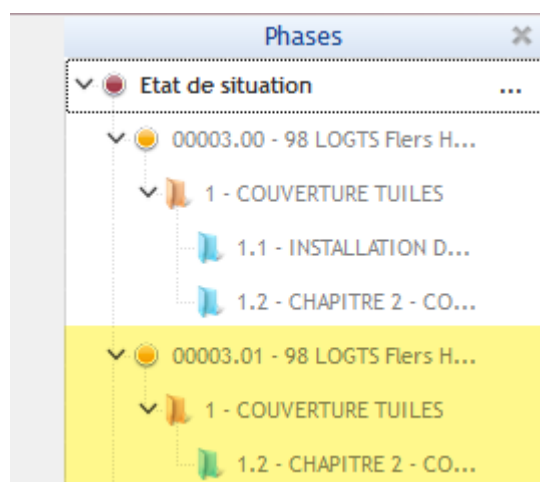 Phases
Etat de situation ...
00003.00 - 98 LOGTS Flers H...
1 - COUVERTURE TUILES
1.1 - INSTALLATION D...
1.2 - CHAPITRE 2 - CO...
00003.01 - 98 LOGTS Flers H...
1 - COUVERTURE TUILES
1.2 - CHAPITRE 2 - CO...